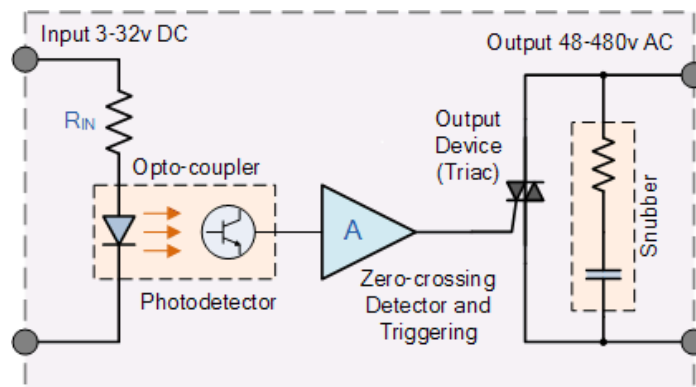 Input 3-32v DC
Output 48-480v AC
RIN
Output
Device
(Triac)
Opto-coupler
Snubber
A
Photodetector
Zero-crossing
Detector and
Triggering